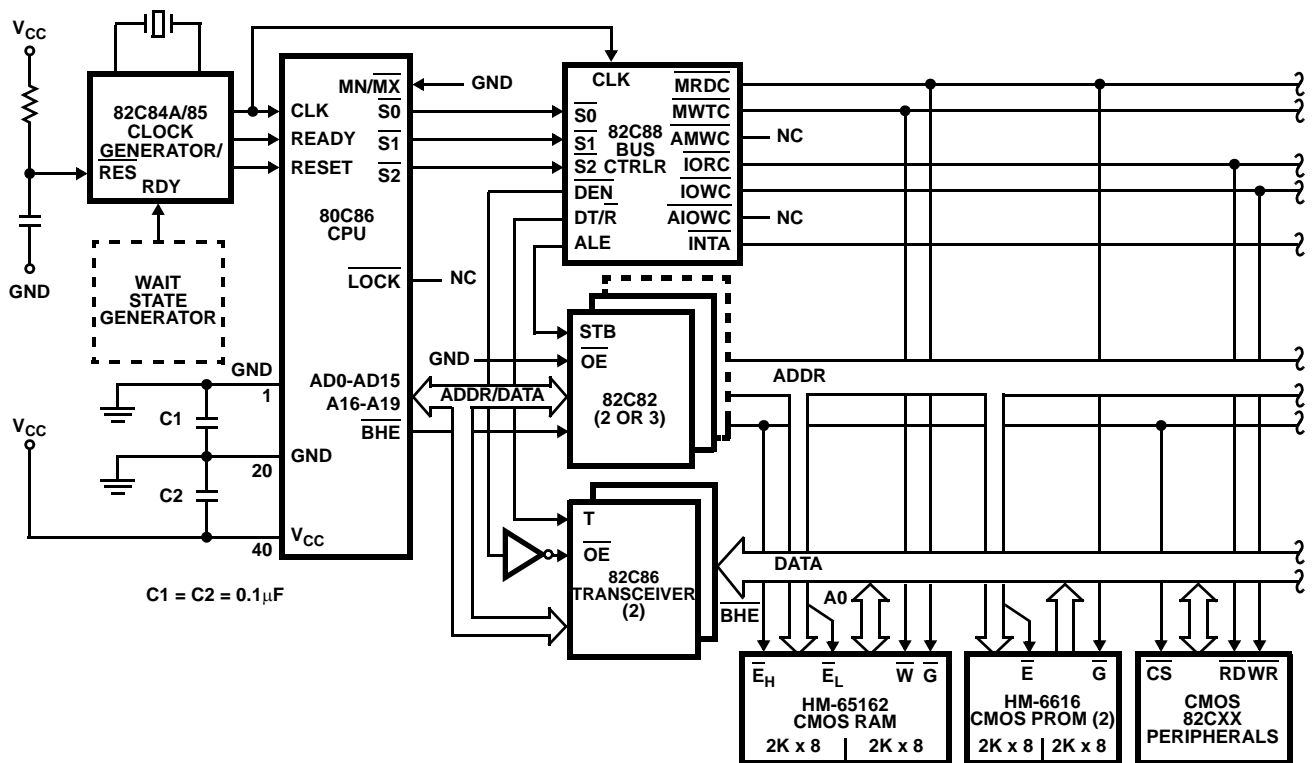 VCC
82C84A/85
CLOCK
GENERATOR/
RES
RDY
GND
WAIT
STATE
GENERATOR
MN/MX
GND
CLK
READY
RESET
S0
S1
S2
80C86
CPU
LOCK
NC
GND
1
AD0-AD15
A16-A19
BHE
GND
20
VCC
40
VCC
C1
C2
C1 = C2 = 0.1μF
ADDR/DATA
CLK
S0
S1
S2
DEN
DT/R
ALE
82C88
BUS
CTRLR
MRDC
MWTC
AMWC
IORC
IOWC
AIOWC
INTA
NC
NC
GND
STB
OE
82C82
(2 OR 3)
ADDR
T
OE
82C86
TRANSCEIVER
(2)
DATA
BHE
A0
EH
EL
W
G
HM-65162
CMOS RAM
2K x 8
2K x 8
E
G
HM-6616
CMOS PROM (2)
2K x 8
2K x 8
CS
RD
WR
CMOS
82CXX
PERIPHERALS